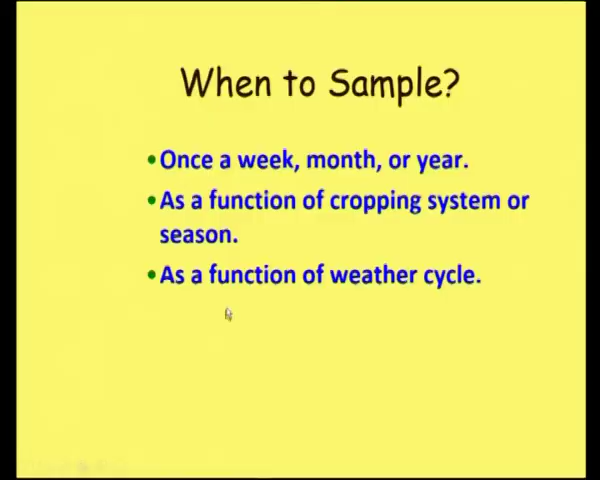 When to Sample?
•Once a week, month, or year.
•As a function of cropping system or
season.
•As a function of weather cycle.